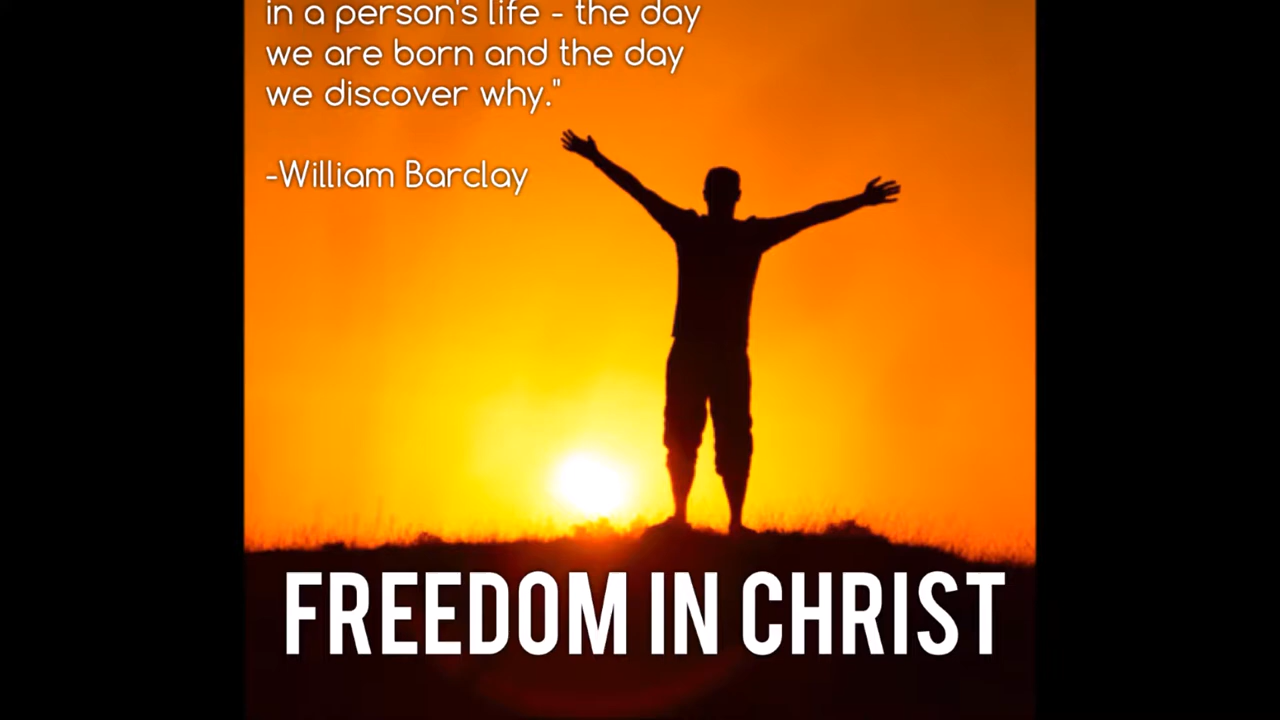 in a person's life - the day
we are born and the day
we discover why."
-William Barclay
FREEDOM IN CHRIST